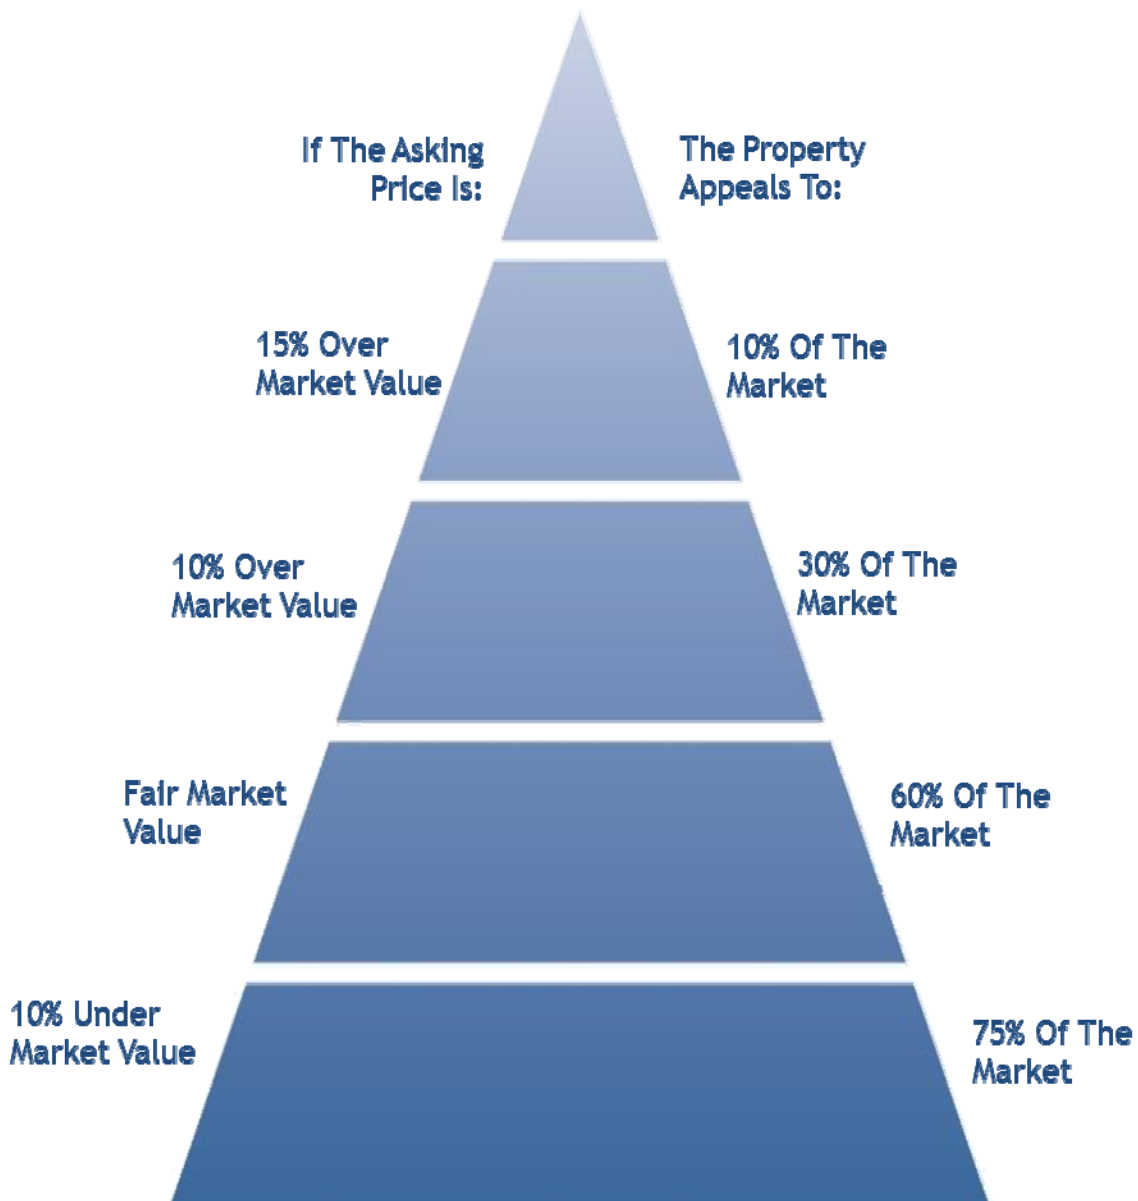 If The Asking
Price Is:
The Property
Appeals To:
15% Over
Market Value
10% Of The
Market
10% Over
Market Value
30% Of The
Market
Fair Market
Value
60% Of The
Market
10% Under
Market Value
75% Of The
Market